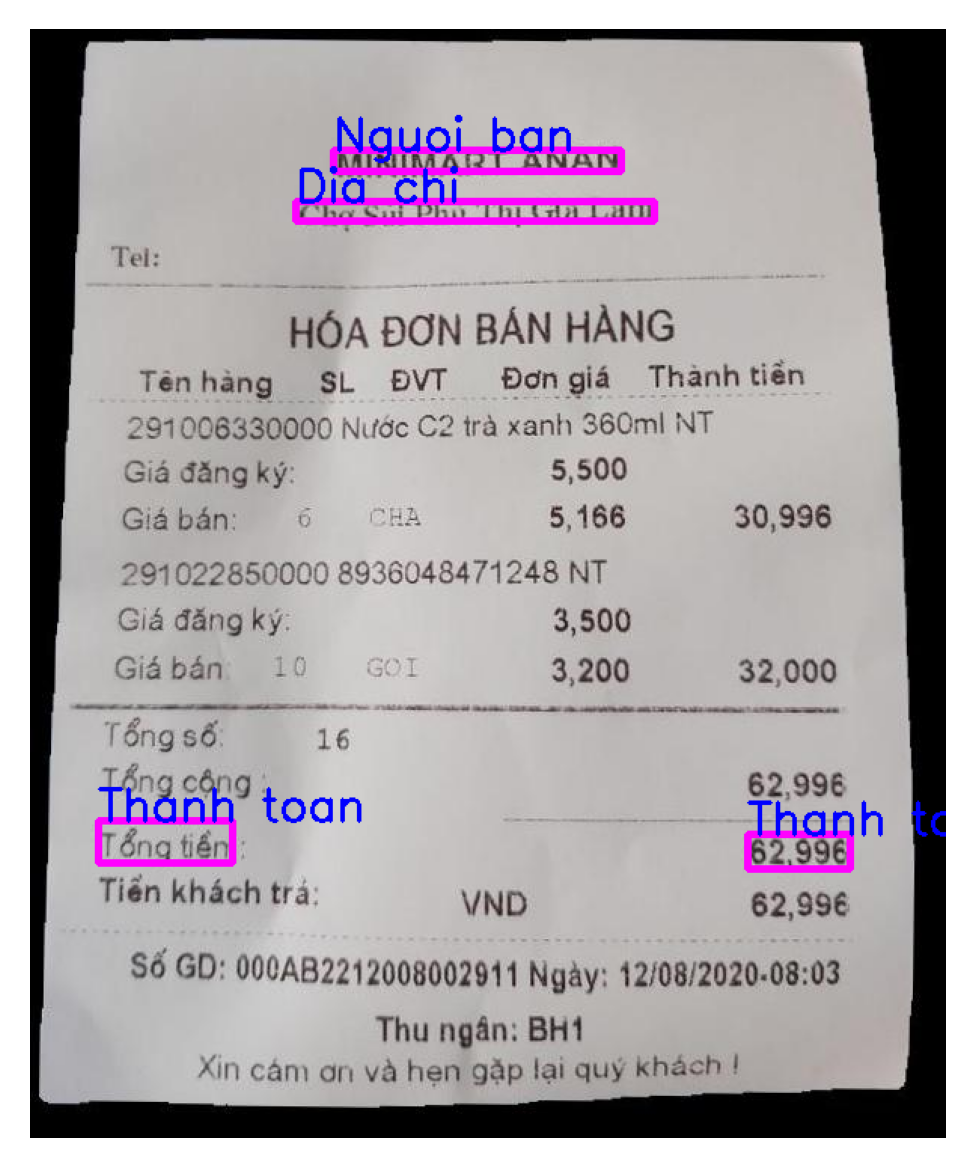 Nguoi ban
MINIMART ANAN
Dia chi
Chợ Sủi Phú Thị Gia Lâm
Tel:
HÓA ĐƠN BÁN HÀNG
Tên hàng SL ĐVT Đơn giá Thành tiền
291006330000 Nước C2 trà xanh 360ml NT
Giá đăng ký: 5,500
Giá bán: 6 CHA 5,166 30,996
291022850000 8936048471248 NT
Giá đăng ký: 3,500
Giá bán: 10 GOI 3,200 32,000
Tổng số: 16
Tổng cộng : 62,996
Thanh toan Thanh to
Tổng tiền : 62,996
Tiền khách trả: VND 62,996
Số GD: 000AB2212008002911 Ngày: 12/08/2020-08:03
Thu ngân: BH1
Xin cám ơn và hẹn gặp lại quý khách !